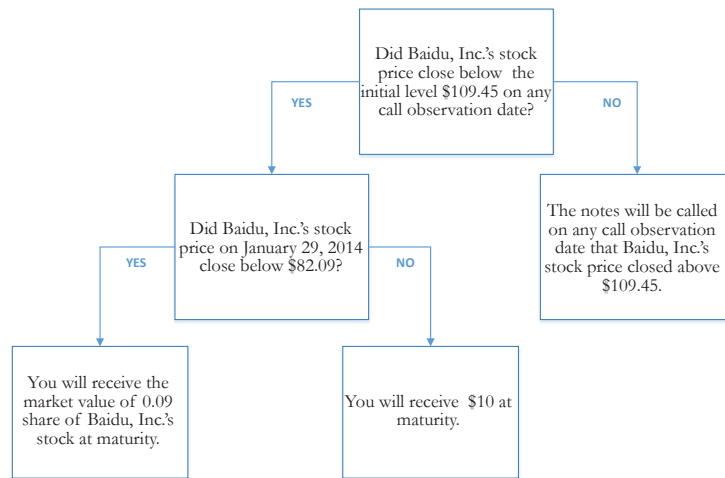 Did Baidu, Inc.'s stock
price close below the
initial level $109.45 on any
call observation date?
YES
NO
Did Baidu, Inc.'s stock
price on January 29, 2014
close below $82.09?
The notes will be called
on any call observation
date that Baidu, Inc.'s
stock price closed above
$109.45.
YES
NO
You will receive the
market value of 0.09
share of Baidu, Inc.'s
stock at maturity.
You will receive $10 at
maturity.